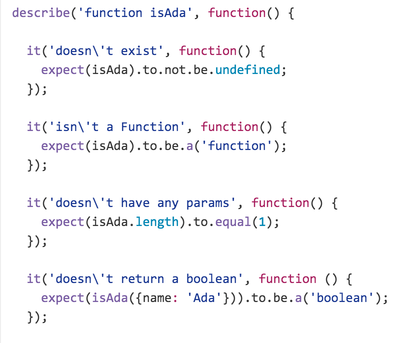 describe('function isAda', function() {
it('doesn\'t exist', function() {
expect(isAda).to.not.be.undefined;
});
it('isn\'t a Function', function() {
expect(isAda).to.be.a('function');
});
it('doesn\'t have any params', function() {
expect(isAda.length).to.equal(1);
});
it('doesn\'t return a boolean', function () {
expect(isAda({name: 'Ada'})).to.be.a('boolean');
});